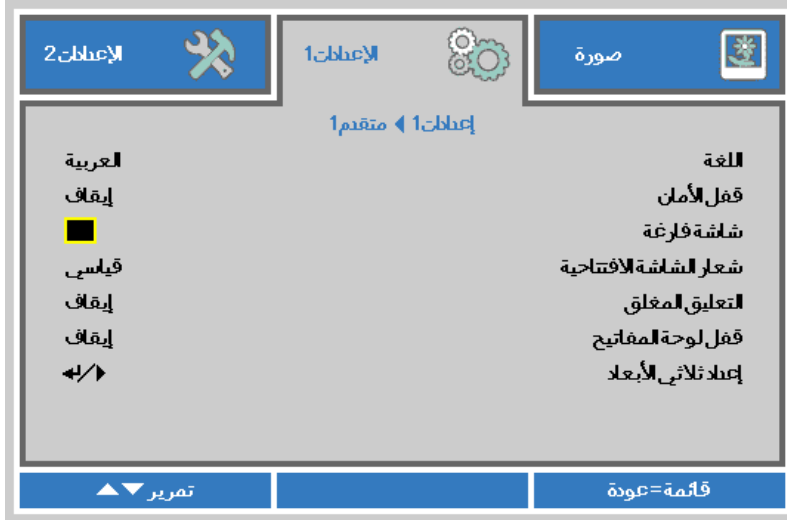 صورة
الإعدادات1
الإعدادات2
إعدادات1 ◀ متقدم1
اللغة العربية
قفل الأمان إيقاف
شاشة فارغة
شعار الشاشة الافتتاحية قياسي
التعليق المغلق إيقاف
قفل لوحة المفاتيح إيقاف
إعداد ثلاثي الأبعاد ↵/▶
قائمة=عودة
تمرير ▼▲